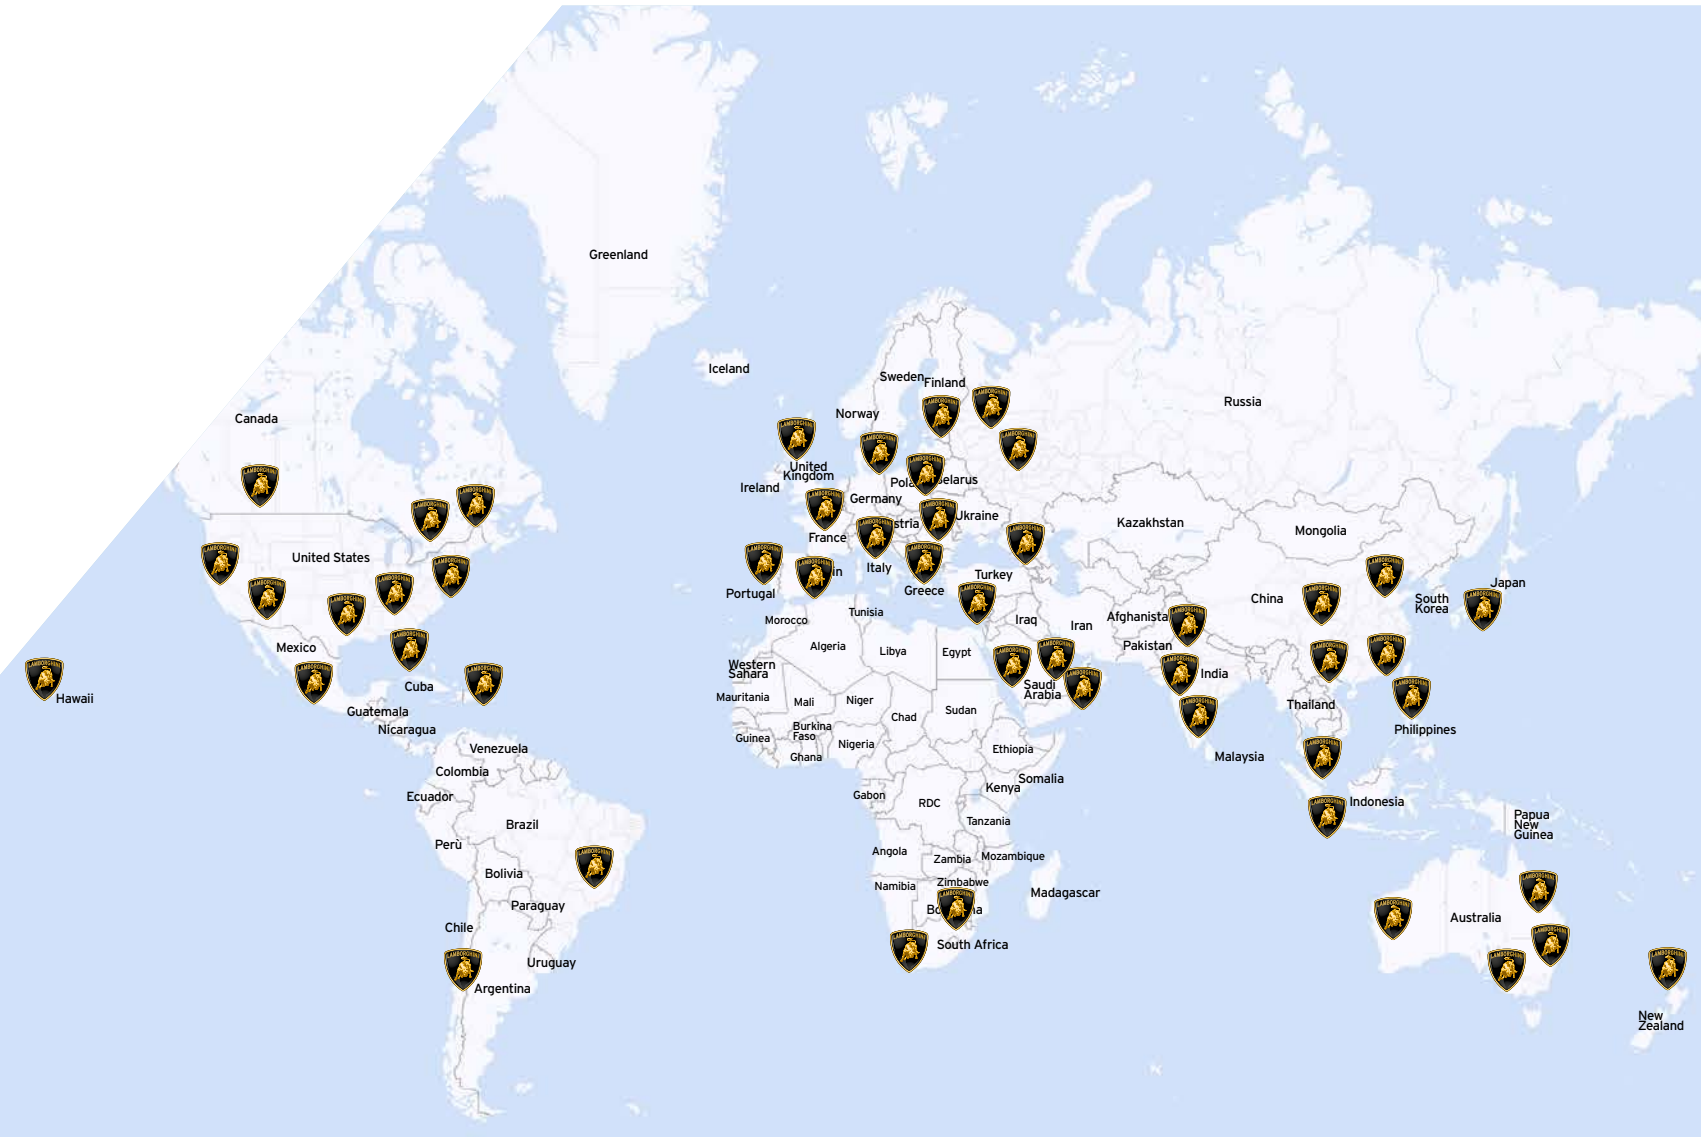 Greenland
Iceland
Sweden
Finland
Canada
Norway
Russia
United
Kingdom
Ireland
Germany
Ukraine
Kazakhstan
Mongolia
United States
France
Italy
Portugal
Greece
Turkey
China
South
Korea
Japan
Tunisia
Morocco
Iraq
Iran
Pakistan
Mexico
Algeria
Libya
Egypt
Western
Sahara
Saudi
Arabia
India
Hawaii
Cuba
Mauritania
Mali
Niger
Guatemala
Chad
Sudan
Thailand
Nicaragua
Burkina
Faso
Philippines
Guinea
Nigeria
Venezuela
Ghana
Ethiopia
Malaysia
Colombia
Somalia
Kenya
Ecuador
Gabon
RDC
Indonesia
Brazil
Tanzania
Papua
New
Guinea
Perù
Angola
Zambia
Mozambique
Bolivia
Namibia
Zimbabwe
Madagascar
Paraguay
Australia
Chile
South Africa
Uruguay
Argentina
New
Zealand
LAMBORGHINI